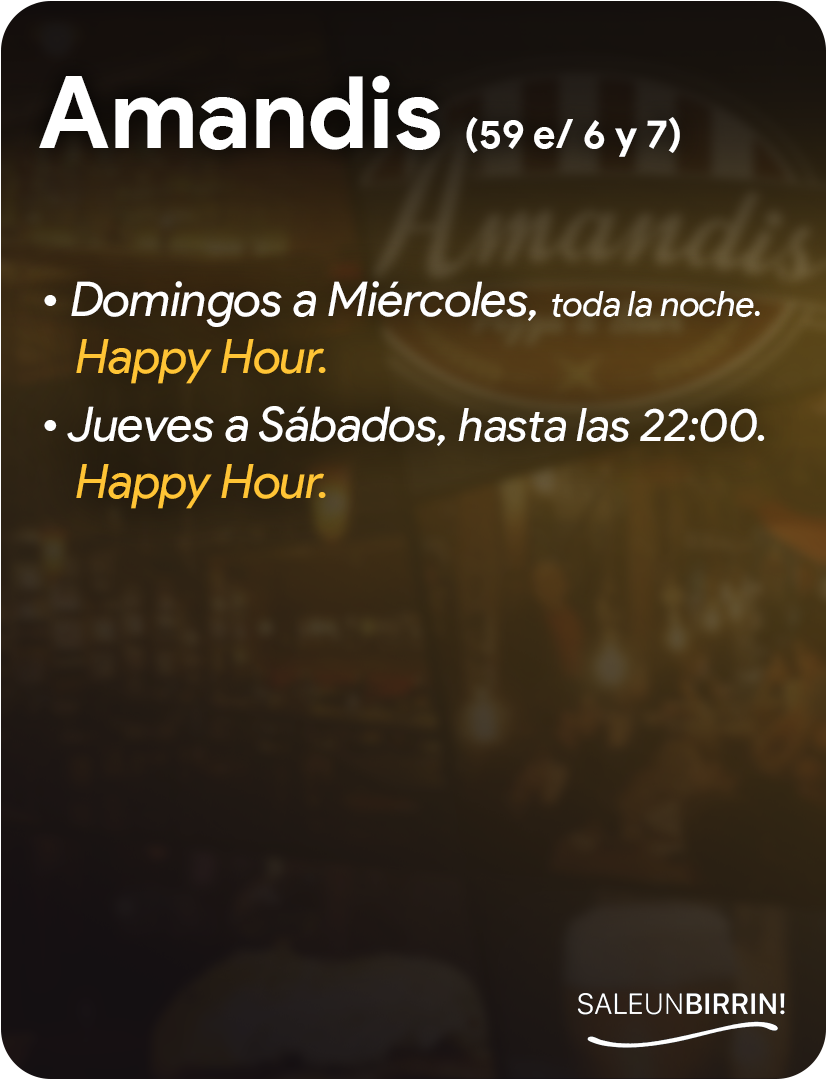 Amandis (59 e/ 6 y 7)
Amandis
• Domingos a Miércoles, toda la noche.
Happy Hour.
• Jueves a Sábados, hasta las 22:00.
Happy Hour.
SALEUNBIRRIN!